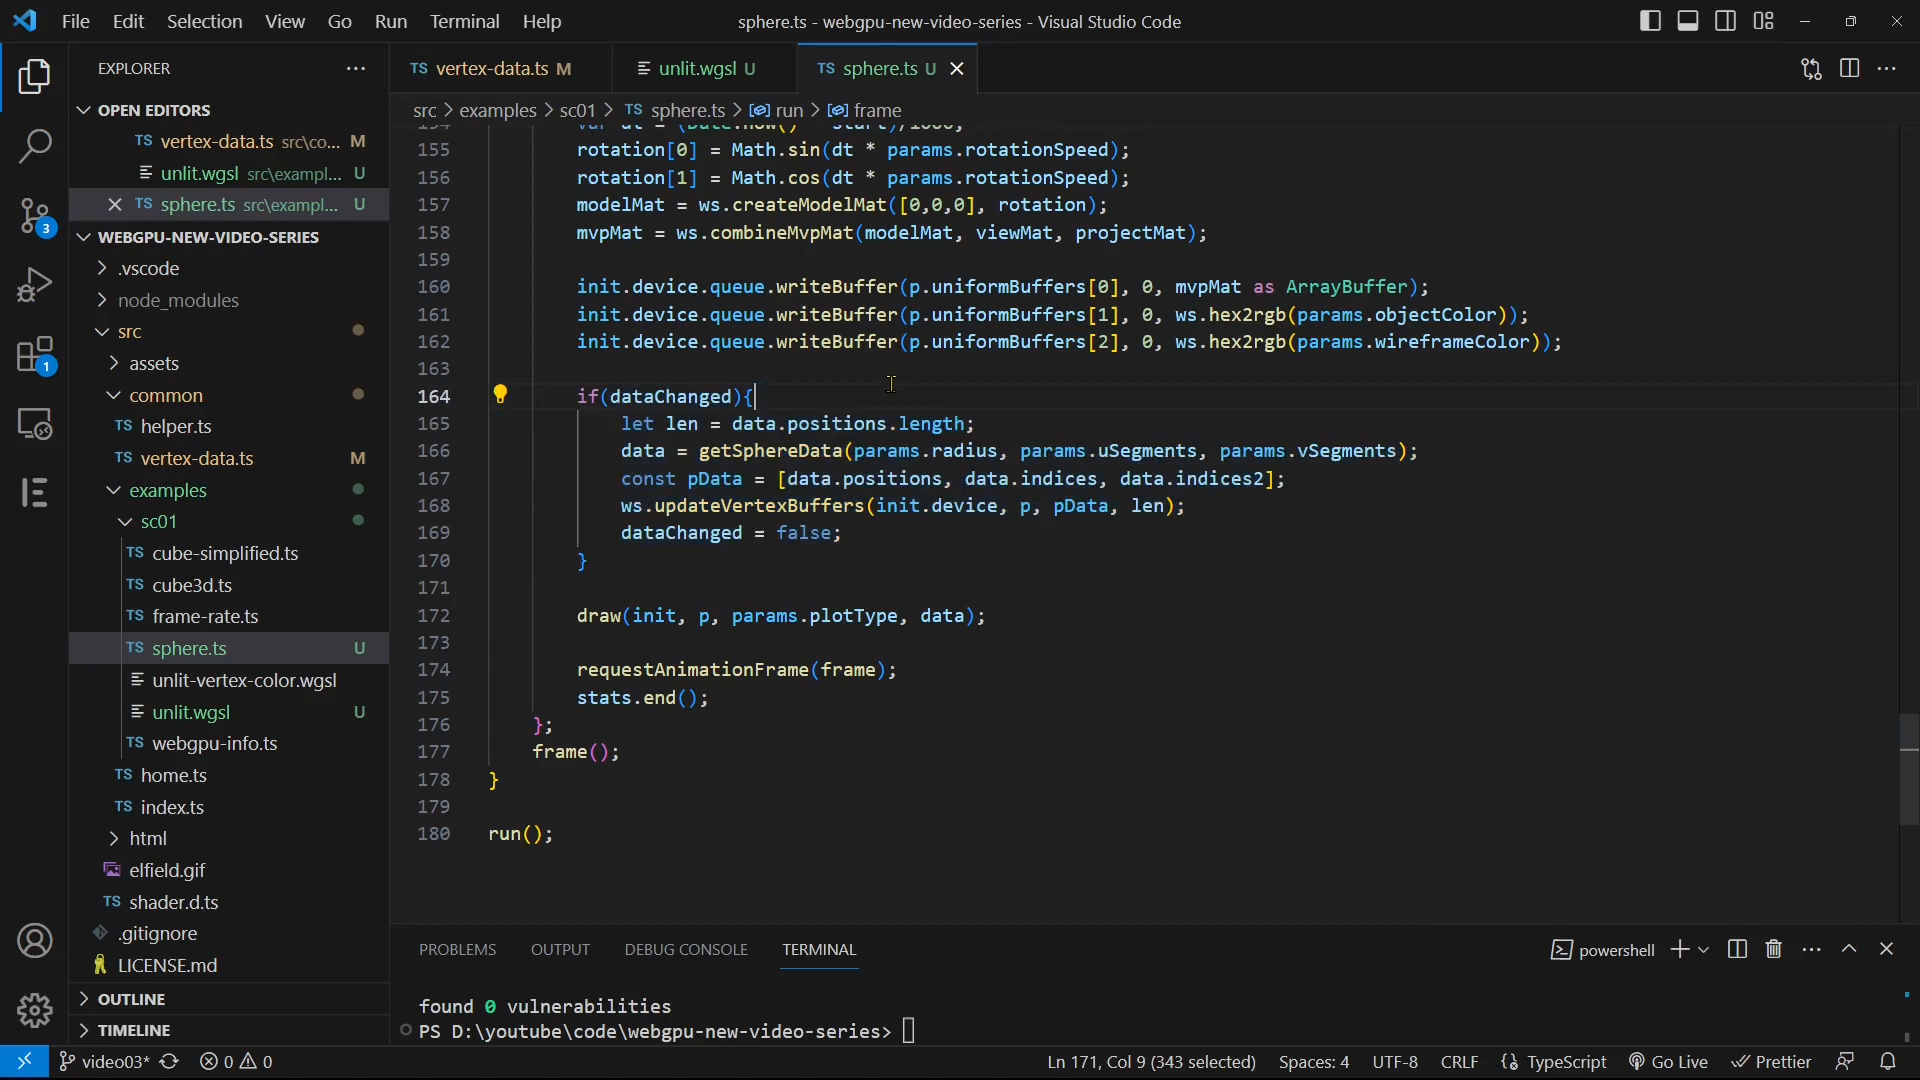 File Edit Selection View Go Run Terminal Help
sphere.ts - webgpu-new-video-series - Visual Studio Code
EXPLORER
OPEN EDITORS
TS vertex-data.ts src\co... M
unlit.wgsl src\exampl... U
TS sphere.ts src\exampl... U
WEBGPU-NEW-VIDEO-SERIES
.vscode
node_modules
src
assets
common
TS helper.ts
TS vertex-data.ts M
examples
sc01
TS cube-simplified.ts
TS cube3d.ts
TS frame-rate.ts
TS sphere.ts U
unlit-vertex-color.wgsl
unlit.wgsl U
TS webgpu-info.ts
TS home.ts
TS index.ts
html
elfield.gif
TS shader.d.ts
.gitignore
LICENSE.md
OUTLINE
TIMELINE
3
1
TS vertex-data.ts M
unlit.wgsl U
TS sphere.ts U
src > examples > sc01 > TS sphere.ts > run > frame
154 var dt = (Date.now() - start)/1000;
155 rotation[0] = Math.sin(dt * params.rotationSpeed);
156 rotation[1] = Math.cos(dt * params.rotationSpeed);
157 modelMat = ws.createModelMat([0,0,0], rotation);
158 mvpMat = ws.combineMvpMat(modelMat, viewMat, projectMat);
159
160 init.device.queue.writeBuffer(p.uniformBuffers[0], 0, mvpMat as ArrayBuffer);
161 init.device.queue.writeBuffer(p.uniformBuffers[1], 0, ws.hex2rgb(params.objectColor));
162 init.device.queue.writeBuffer(p.uniformBuffers[2], 0, ws.hex2rgb(params.wireframeColor));
163
164 if(dataChanged){
165 let len = data.positions.length;
166 data = getSphereData(params.radius, params.uSegments, params.vSegments);
167 const pData = [data.positions, data.indices, data.indices2];
168 ws.updateVertexBuffers(init.device, p, pData, len);
169 dataChanged = false;
170 }
171
172 draw(init, p, params.plotType, data);
173
174 requestAnimationFrame(frame);
175 stats.end();
176 };
177 frame();
178 }
179
180 run();
PROBLEMS OUTPUT DEBUG CONSOLE TERMINAL
powershell
found 0 vulnerabilities
PS D:\youtube\code\webgpu-new-video-series>
video03* 0 0
Ln 171, Col 9 (343 selected) Spaces: 4 UTF-8 CRLF {} TypeScript Go Live Prettier